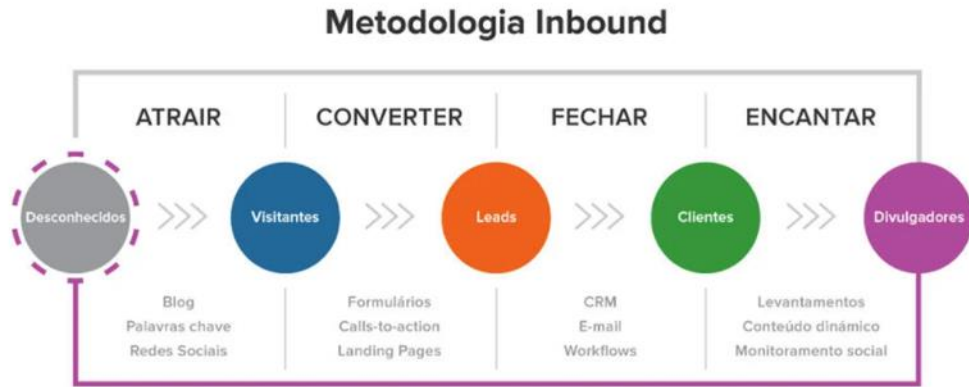 Metodologia Inbound
ATRAIR
CONVERTER
FECHAR
ENCANTAR
Desconhecidos
Visitantes
Leads
Clientes
Divulgadores
Blog
Palavras chave
Redes Sociais
Formulários
Calls-to-action
Landing Pages
CRM
E-mail
Workflows
Levantamentos
Conteúdo dinámico
Monitoramento social